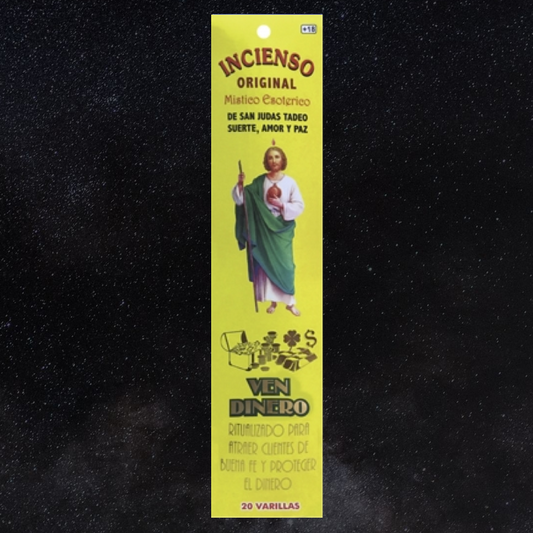 +18
INCIENSO
ORIGINAL
Místico Esoterico
DE SAN JUDAS TADEO
SUERTE, AMOR Y PAZ
$
VEN
DINERO
RITUALIZADO PARA
ATRAER CLIENTES DE
BUENA FE Y PROTEGER
EL DINERO
20 VARILLAS